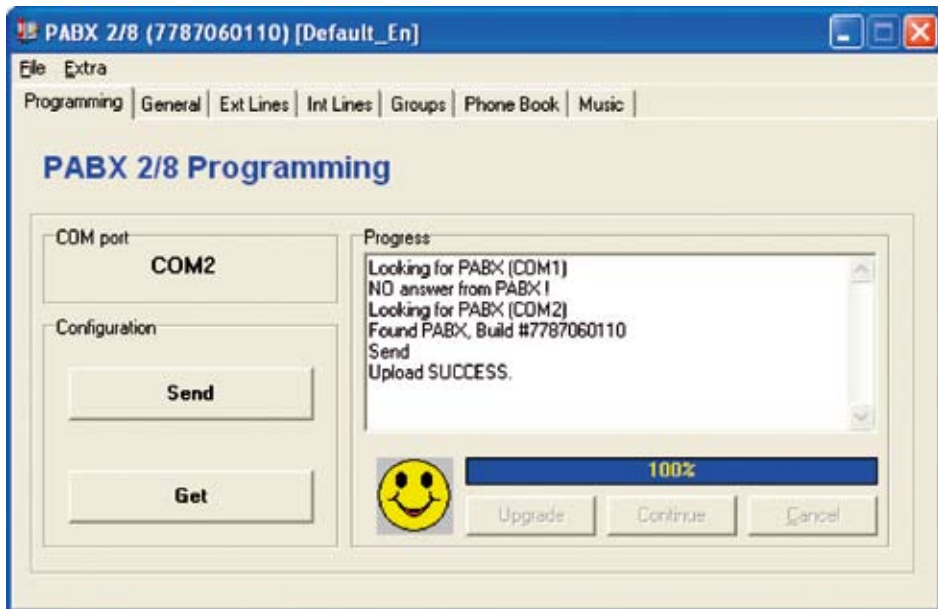 PABX 2/8 (7787060110) [Default_En]
File Extra
Programming General Ext Lines Int Lines Groups Phone Book Music
PABX 2/8 Programming
COM port
COM2
Configuration
Send
Get
Progress
Looking for PABX (COM1)
NO answer from PABX !
Looking for PABX (COM2)
Found PABX, Build #7787060110
Send
Upload SUCCESS.
100%
Upgrade Continue Cancel